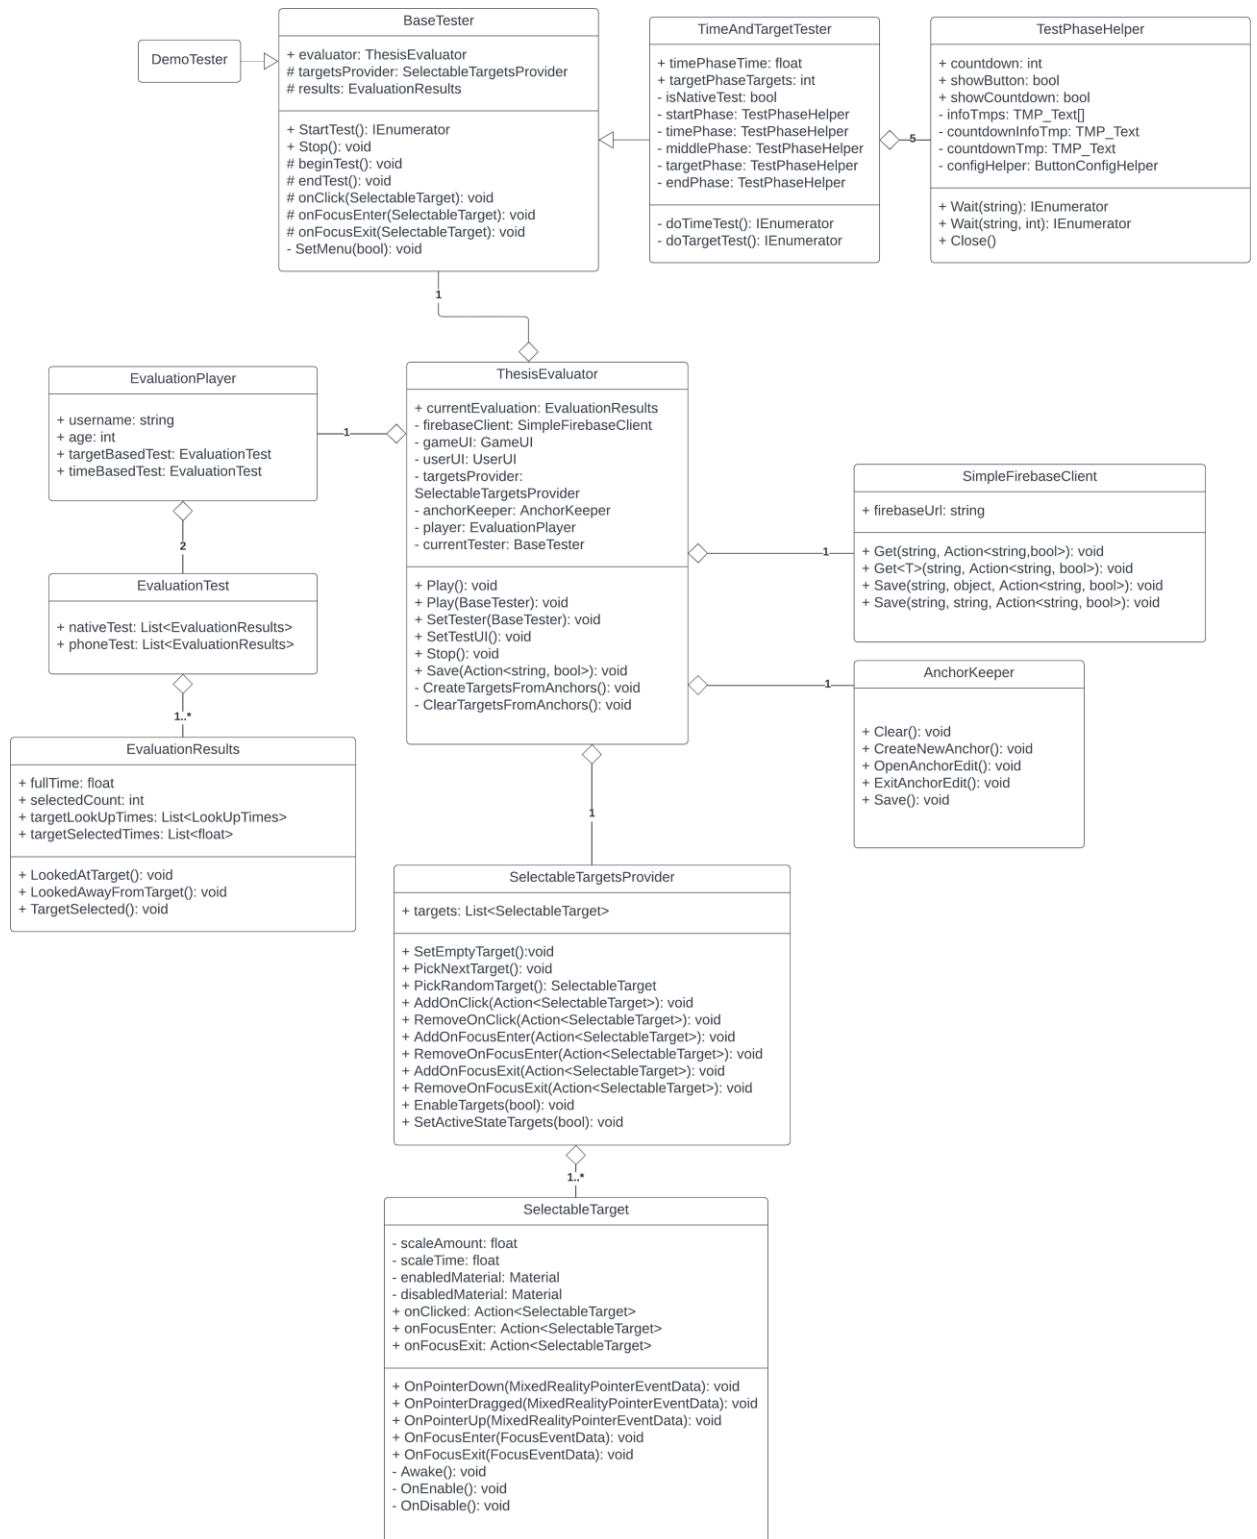 DemoTester
BaseTester
+ evaluator: ThesisEvaluator
# targetsProvider: SelectableTargetsProvider
# results: EvaluationResults
+ StartTest(): IEnumerator
+ Stop(): void
# beginTest(): void
# endTest(): void
# onClick(SelectableTarget): void
# onFocusEnter(SelectableTarget): void
# onFocusExit(SelectableTarget): void
- SetMenu(bool): void
TimeAndTargetTester
+ timePhaseTime: float
+ targetPhaseTargets: int
- isNativeTest: bool
- startPhase: TestPhaseHelper
- timePhase: TestPhaseHelper
- middlePhase: TestPhaseHelper
- targetPhase: TestPhaseHelper
- endPhase: TestPhaseHelper
- doTimeTest(): IEnumerator
- doTargetTest(): IEnumerator
5
TestPhaseHelper
+ countdown: int
+ showButton: bool
+ showCountdown: bool
- infoTmps: TMP_Text[]
- countdownInfoTmp: TMP_Text
- countdownTmp: TMP_Text
- configHelper: ButtonConfigHelper
+ Wait(string): IEnumerator
+ Wait(string, int): IEnumerator
+ Close()
1
EvaluationPlayer
+ username: string
+ age: int
+ targetBasedTest: EvaluationTest
+ timeBasedTest: EvaluationTest
1
2
EvaluationTest
+ nativeTest: List<EvaluationResults>
+ phoneTest: List<EvaluationResults>
1..*
EvaluationResults
+ fullTime: float
+ selectedCount: int
+ targetLookUpTimes: List<LookUpTimes>
+ targetSelectedTimes: List<float>
+ LookedAtTarget(): void
+ LookedAwayFromTarget(): void
+ TargetSelected(): void
ThesisEvaluator
+ currentEvaluation: EvaluationResults
- firebaseClient: SimpleFirebaseClient
- gameUI: GameUI
- userUI: UserUI
- targetsProvider:
SelectableTargetsProvider
- anchorKeeper: AnchorKeeper
- player: EvaluationPlayer
- currentTester: BaseTester
+ Play(): void
+ Play(BaseTester): void
+ SetTester(BaseTester): void
+ SetTestUI(): void
+ Stop(): void
+ Save(Action<string, bool>): void
- CreateTargetsFromAnchors(): void
- ClearTargetsFromAnchors(): void
1
SimpleFirebaseClient
+ firebaseUrl: string
+ Get(string, Action<string,bool>): void
+ Get<T>(string, Action<string, bool>): void
+ Save(string, object, Action<string, bool>): void
+ Save(string, string, Action<string, bool>): void
1
AnchorKeeper
+ Clear(): void
+ CreateNewAnchor(): void
+ OpenAnchorEdit(): void
+ ExitAnchorEdit(): void
+ Save(): void
1
SelectableTargetsProvider
+ targets: List<SelectableTarget>
+ SetEmptyTarget():void
+ PickNextTarget(): void
+ PickRandomTarget(): SelectableTarget
+ AddOnClick(Action<SelectableTarget>): void
+ RemoveOnClick(Action<SelectableTarget>): void
+ AddOnFocusEnter(Action<SelectableTarget>): void
+ RemoveOnFocusEnter(Action<SelectableTarget>): void
+ AddOnFocusExit(Action<SelectableTarget>): void
+ RemoveOnFocusExit(Action<SelectableTarget>): void
+ EnableTargets(bool): void
+ SetActiveStateTargets(bool): void
1..*
SelectableTarget
- scaleAmount: float
- scaleTime: float
- enabledMaterial: Material
- disabledMaterial: Material
+ onClicked: Action<SelectableTarget>
+ onFocusEnter: Action<SelectableTarget>
+ onFocusExit: Action<SelectableTarget>
+ OnPointerDown(MixedRealityPointerEventData): void
+ OnPointerDragged(MixedRealityPointerEventData): void
+ OnPointerUp(MixedRealityPointerEventData): void
+ OnFocusEnter(FocusEventData): void
+ OnFocusExit(FocusEventData): void
- Awake(): void
- OnEnable(): void
- OnDisable(): void